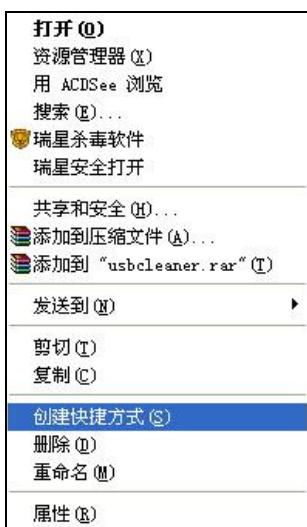 打开(O)
资源管理器(X)
用 ACDSee 浏览
搜索(E)...
瑞星杀毒软件
瑞星安全打开
共享和安全(H)...
添加到压缩文件(A)...
添加到 "usbcleaner.rar"(T)
发送到(N)
剪切(T)
复制(C)
创建快捷方式(S)
删除(D)
重命名(M)
属性(R)